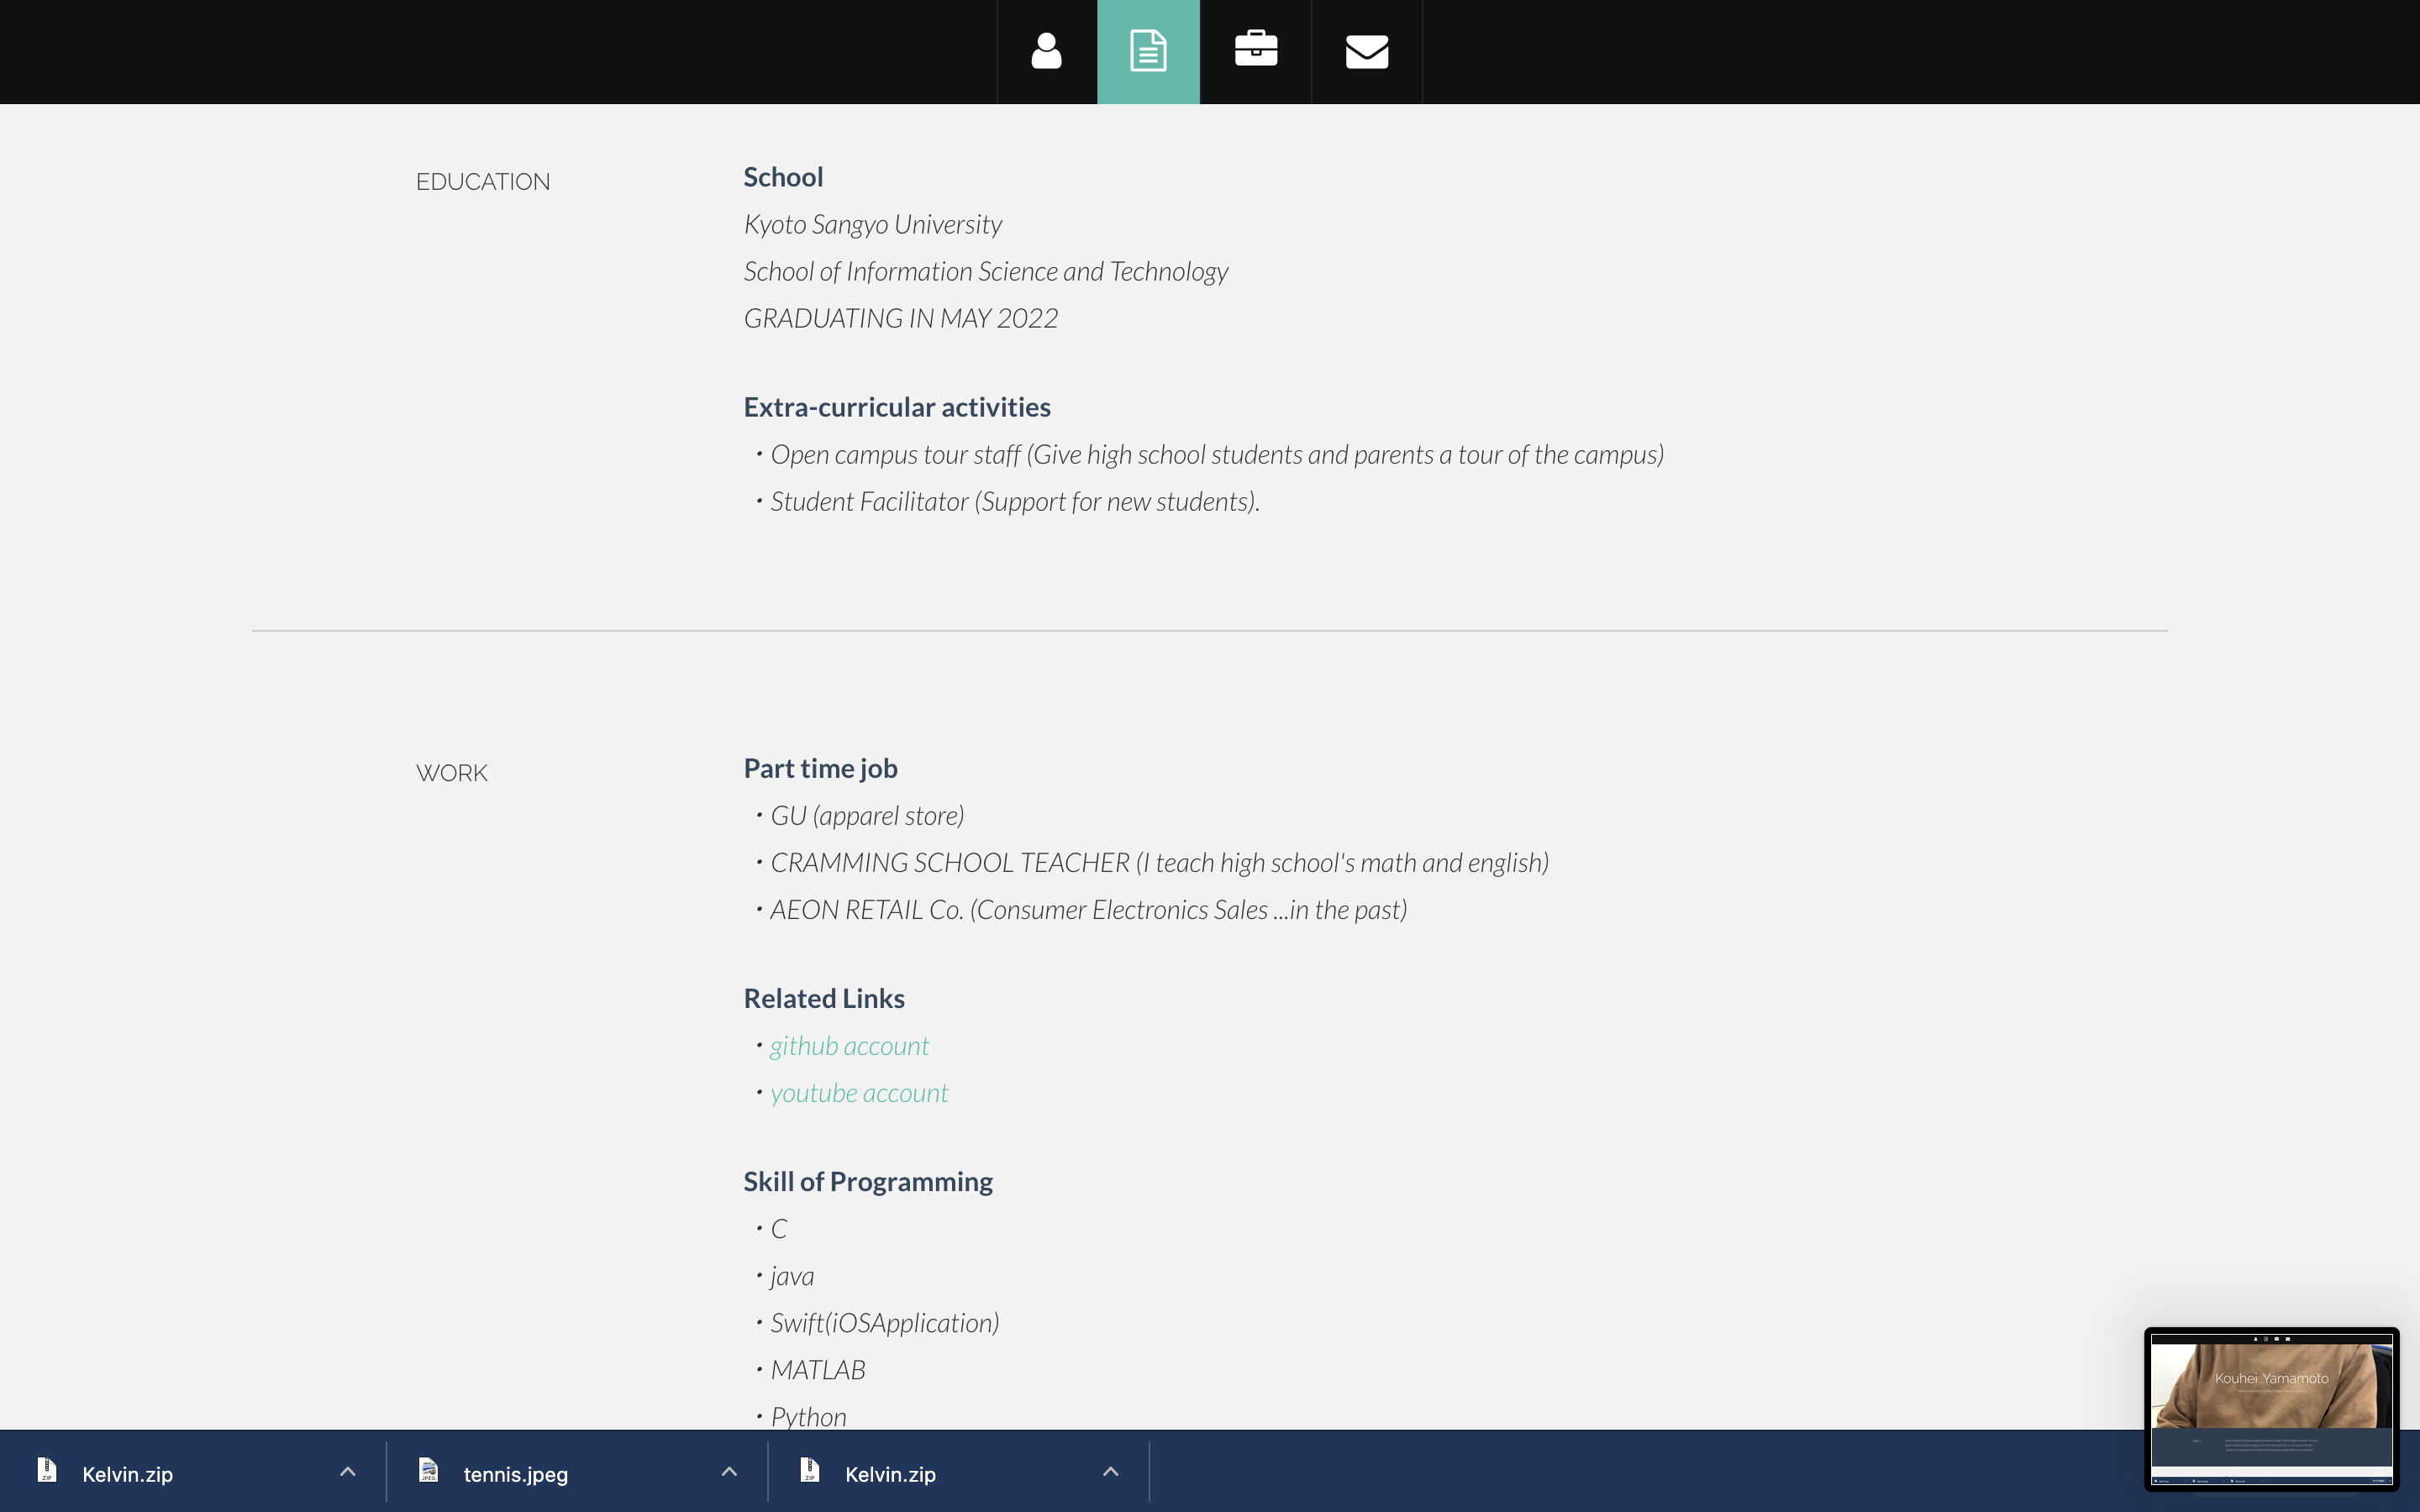 EDUCATION
School
Kyoto Sangyo University
School of Information Science and Technology
GRADUATING IN MAY 2022
Extra-curricular activities
・Open campus tour staff (Give high school students and parents a tour of the campus)
・Student Facilitator (Support for new students).
WORK
Part time job
・GU (apparel store)
・CRAMMING SCHOOL TEACHER (I teach high school's math and english)
・AEON RETAIL Co. (Consumer Electronics Sales ...in the past)
Related Links
・github account
・youtube account
Skill of Programming
・C
・java
・Swift(iOSApplication)
・MATLAB
・Python
Kouhei .Yamamoto
ZIP Kelvin.zip
JPEG tennis.jpeg
ZIP Kelvin.zip